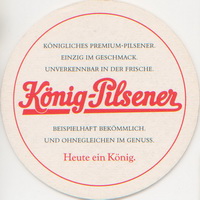 KÖNIGLICHES PREMIUM-PILSENER.
EINZIG IM GESCHMACK.
UNVERKENNBAR IN DER FRISCHE.
König-Pilsener
BEISPIELHAFT BEKÖMMLICH.
UND OHNEGLEICHEN IM GENUSS.
Heute ein König.